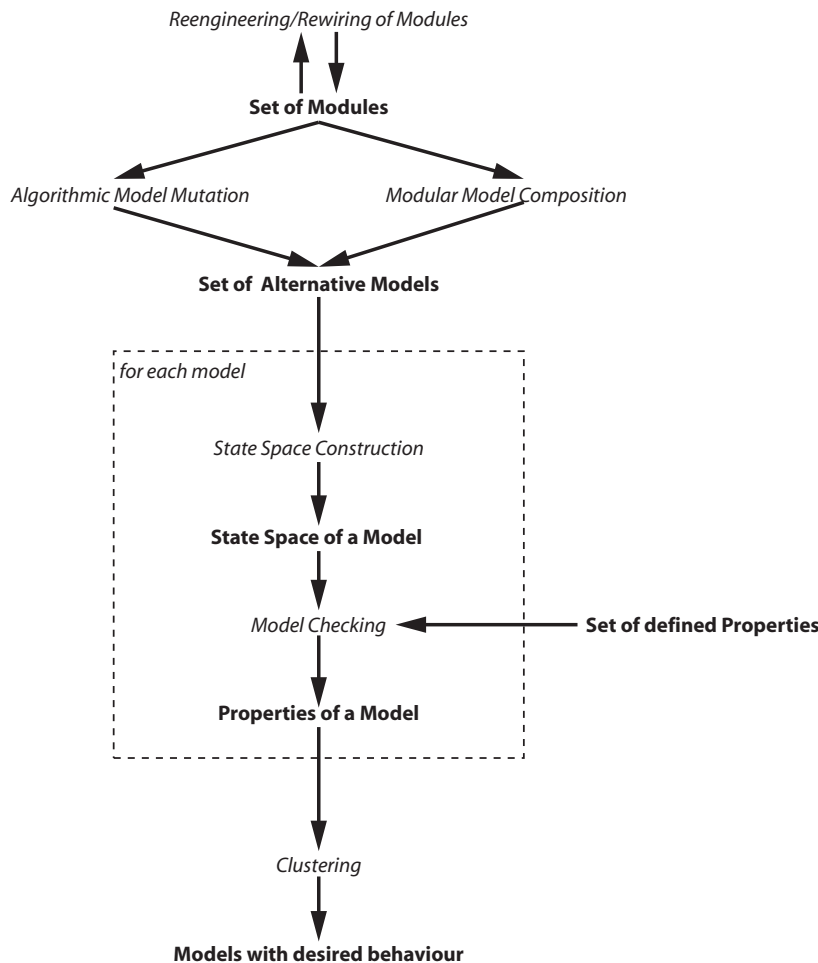 Reengineering/Rewiring of Modules
Set of Modules
Algorithmic Model Mutation
Modular Model Composition
Set of Alternative Models
for each model
State Space Construction
State Space of a Model
Model Checking
Set of defined Properties
Properties of a Model
Clustering
Models with desired behaviour